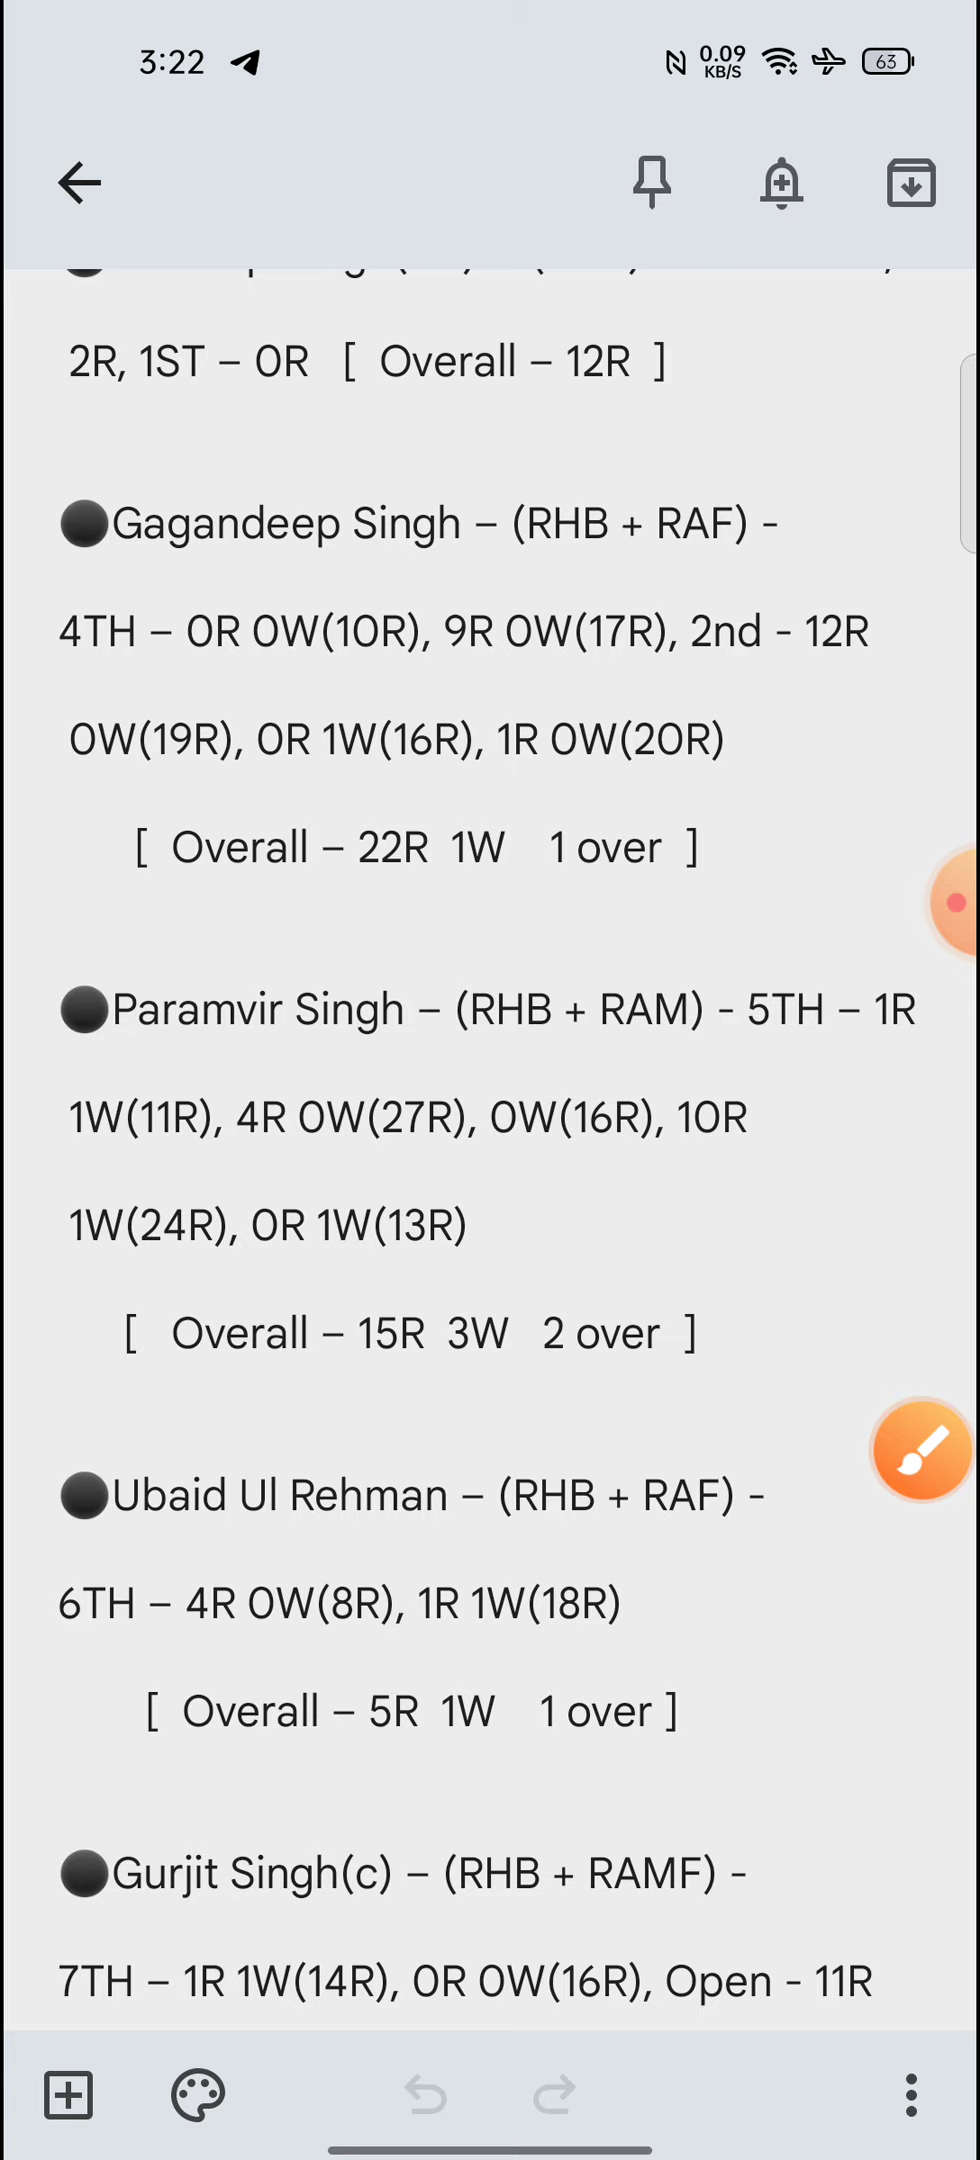 3:22
0.09
KB/S
63
2R, 1ST – 0R [ Overall – 12R ]
Gagandeep Singh – (RHB + RAF) -
4TH – 0R 0W(10R), 9R 0W(17R), 2nd - 12R
0W(19R), 0R 1W(16R), 1R 0W(20R)
[ Overall – 22R 1W 1 over ]
Paramvir Singh – (RHB + RAM) - 5TH – 1R
1W(11R), 4R 0W(27R), 0W(16R), 10R
1W(24R), 0R 1W(13R)
[ Overall – 15R 3W 2 over ]
Ubaid Ul Rehman – (RHB + RAF) -
6TH – 4R 0W(8R), 1R 1W(18R)
[ Overall – 5R 1W 1 over ]
Gurjit Singh(c) – (RHB + RAMF) -
7TH – 1R 1W(14R), 0R 0W(16R), Open - 11R